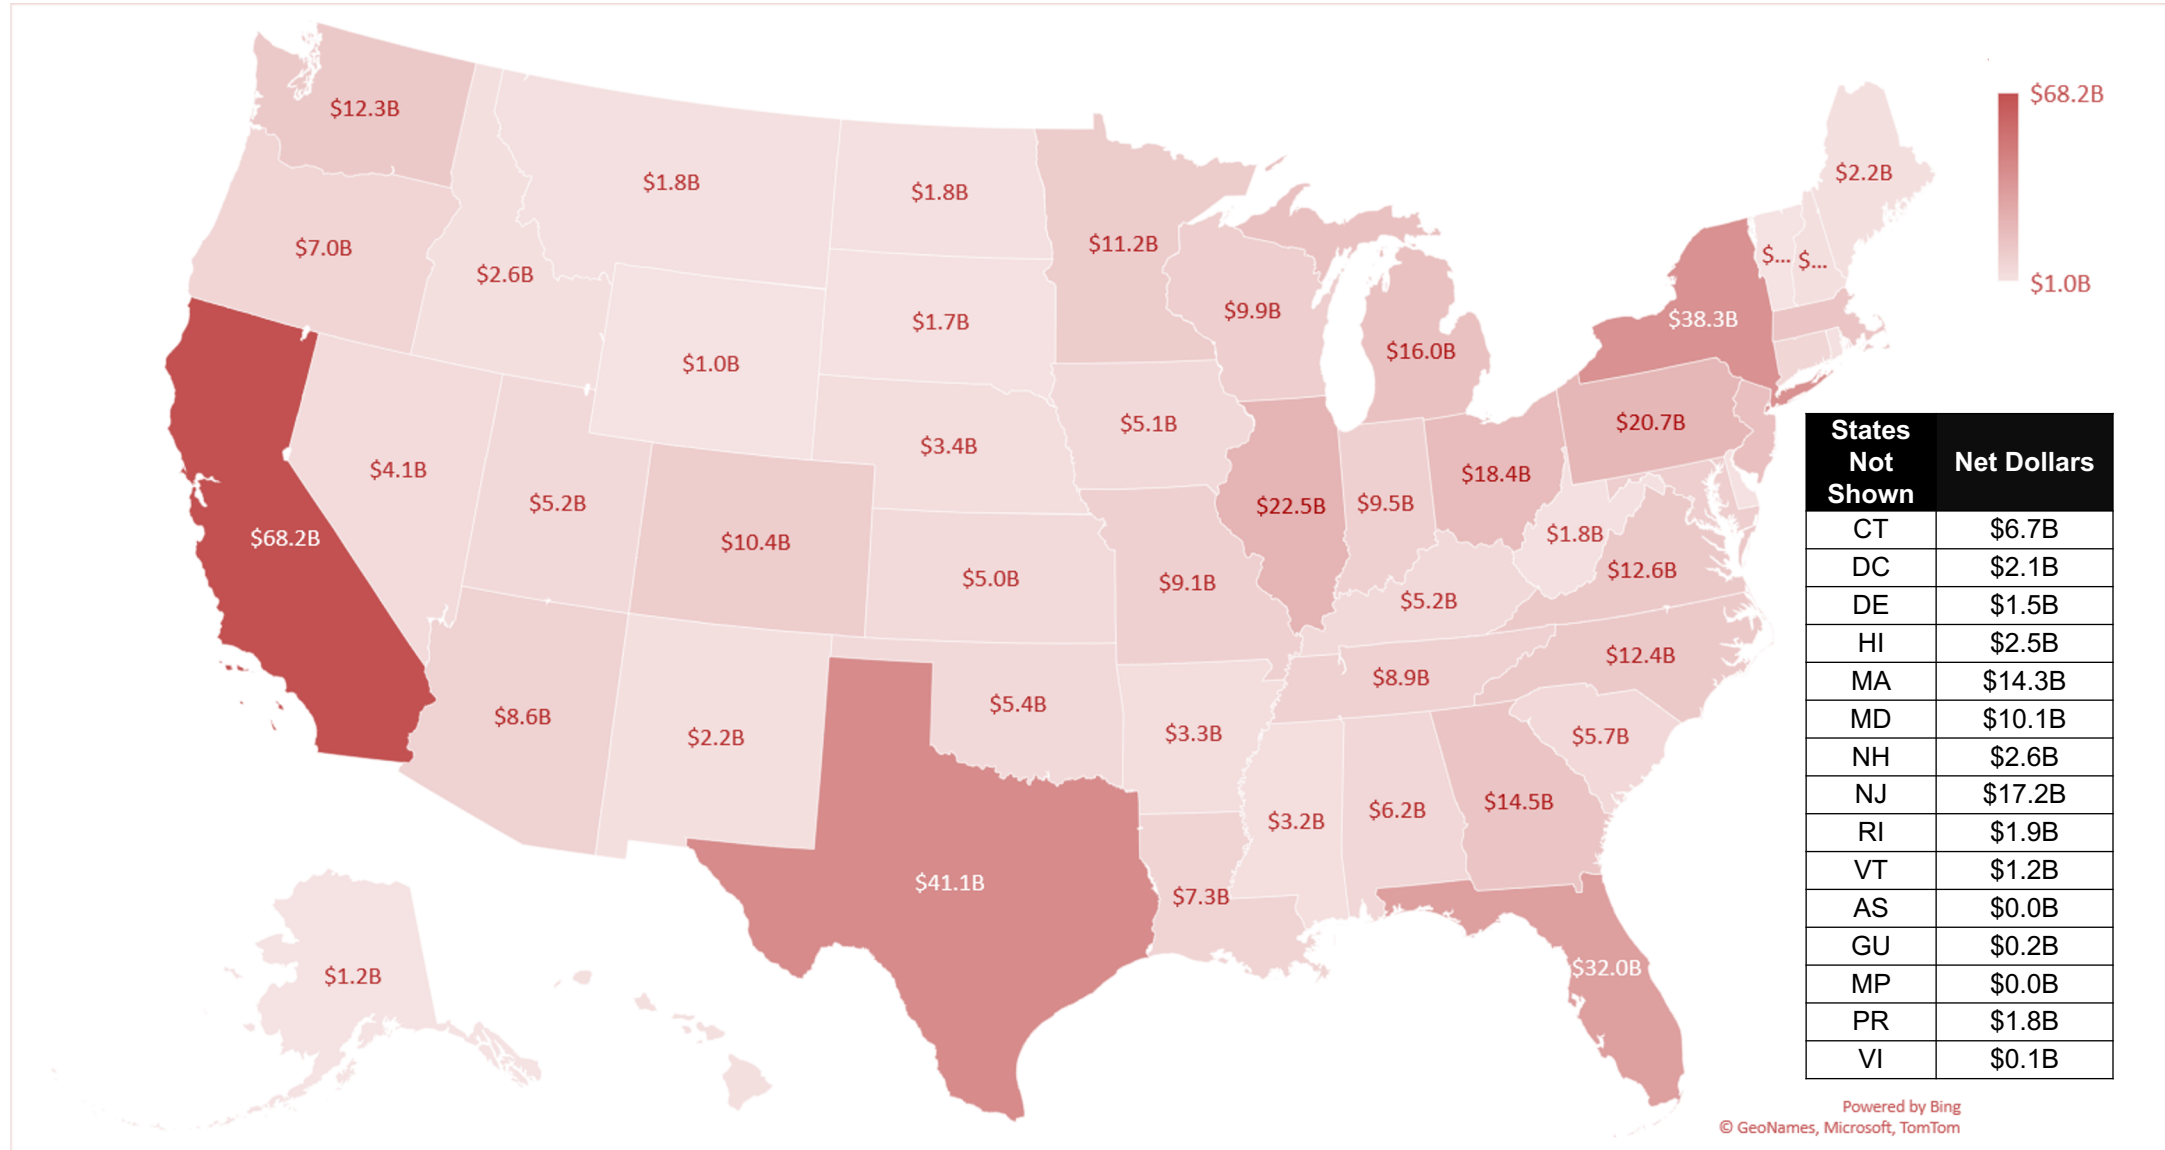 $12.3B
$7.0B
$2.6B
$1.8B
$1.8B
$11.2B
$1.7B
$1.0B
$9.9B
$16.0B
$38.3B
$...
$...
$2.2B
$68.2B
$1.0B
$68.2B
$4.1B
$5.2B
$10.4B
$3.4B
$5.1B
$5.0B
$22.5B
$9.5B
$18.4B
$20.7B
$1.8B
$12.6B
$9.1B
$5.2B
$12.4B
$8.9B
$8.6B
$2.2B
$5.4B
$3.3B
$5.7B
$3.2B
$6.2B
$14.5B
$41.1B
$7.3B
$32.0B
$1.2B
States Not Shown Net Dollars
CT $6.7B
DC $2.1B
DE $1.5B
HI $2.5B
MA $14.3B
MD $10.1B
NH $2.6B
NJ $17.2B
RI $1.9B
VT $1.2B
AS $0.0B
GU $0.2B
MP $0.0B
PR $1.8B
VI $0.1B
Powered by Bing
© GeoNames, Microsoft, TomTom